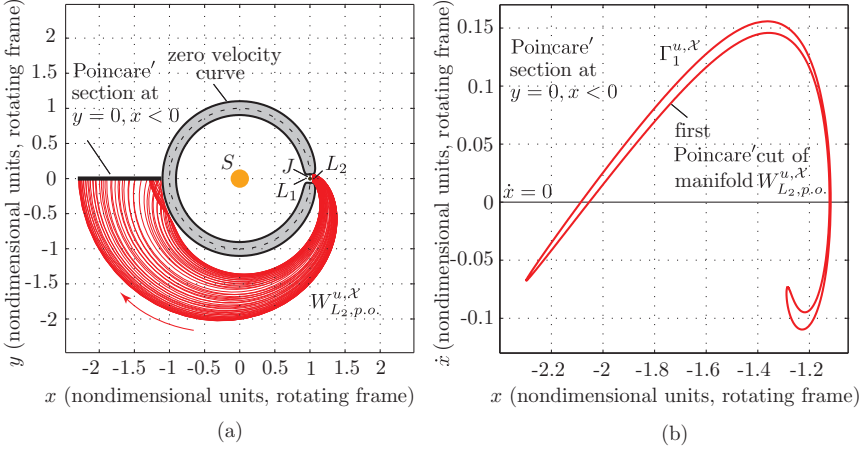 2
1.5
1
0.5
0
-0.5
-1
-1.5
-2
y (nondimensional units, rotating frame)
zero velocity
curve
Poincare′
section at
y = 0, x < 0
S
J
L₁
L₂
W^{u,𝒳}_{L₂,p.o.}
-2 -1.5 -1 -0.5 0 0.5 1 1.5 2
x (nondimensional units, rotating frame)
(a)
0.15
0.1
0.05
0
-0.05
-0.1
ẋ (nondimensional units, rotating frame)
Poincare′
section at
y = 0, x < 0
Γ₁^{u,𝒳}
first
Poincare′ cut of
manifold W^{u,𝒳}_{L₂,p.o.}
ẋ = 0
-2.2 -2 -1.8 -1.6 -1.4 -1.2
x (nondimensional units, rotating frame)
(b)